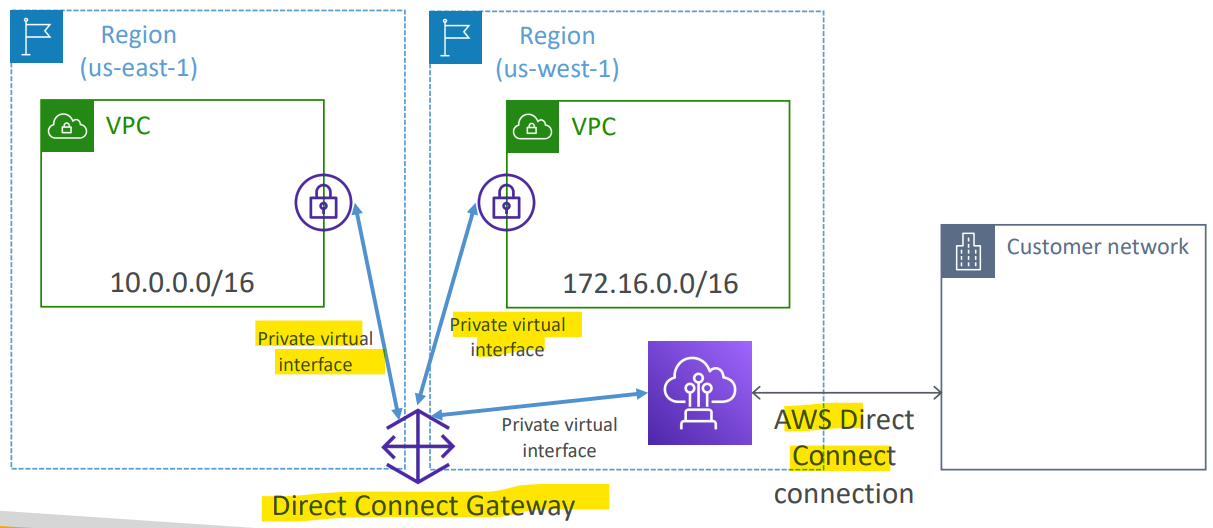 Region
(us-east-1)
VPC
10.0.0.0/16
Private virtual
interface
Region
(us-west-1)
VPC
172.16.0.0/16
Private virtual
interface
Private virtual
interface
Direct Connect Gateway
AWS Direct
Connect
connection
Customer network